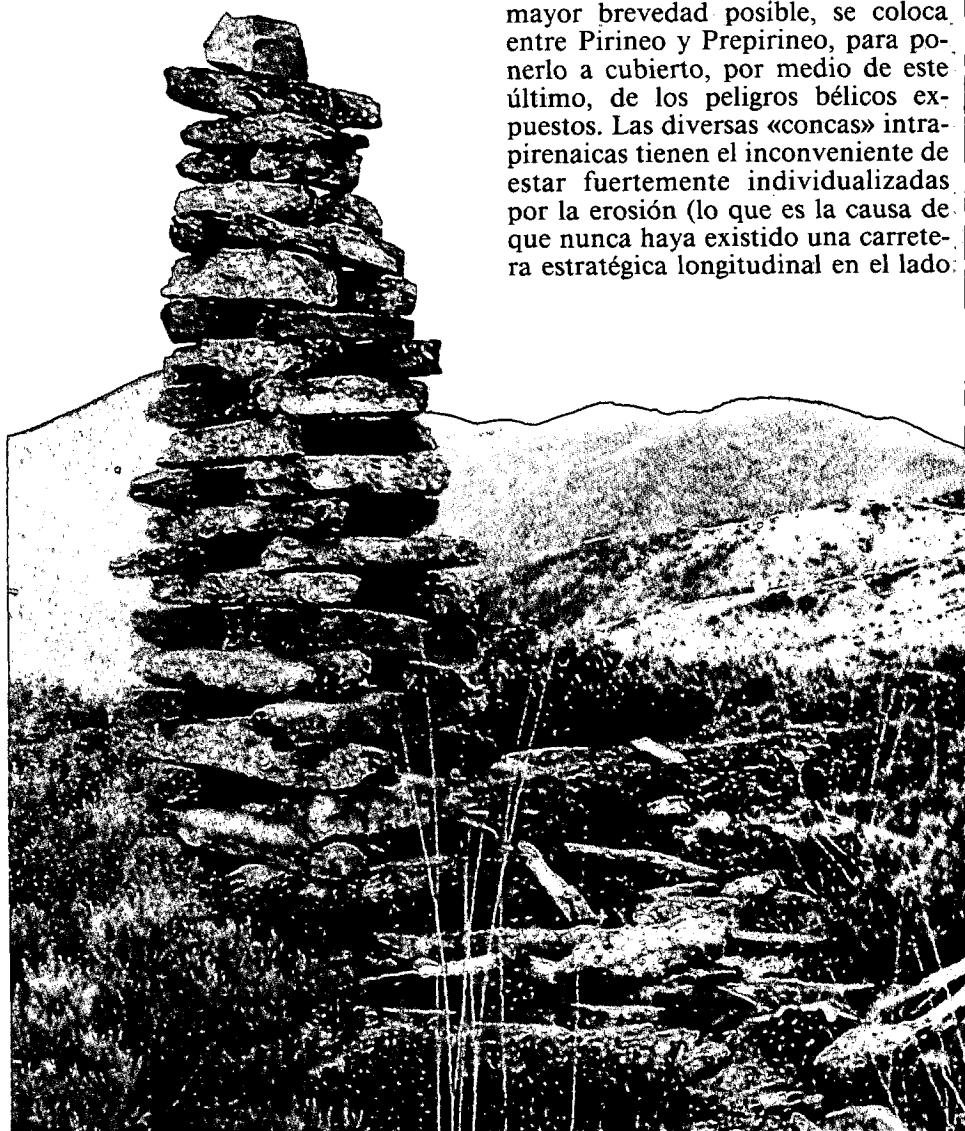 mayor brevedad posible, se coloca
entre Pirineo y Prepirineo, para po-
nerlo a cubierto, por medio de este
último, de los peligros bélicos ex-
puestos. Las diversas «concas» intra-
pirenaicas tienen el inconveniente de
estar fuertemente individualizadas
por la erosión (lo que es la causa de
que nunca haya existido una carrete-
ra estratégica longitudinal en el lado